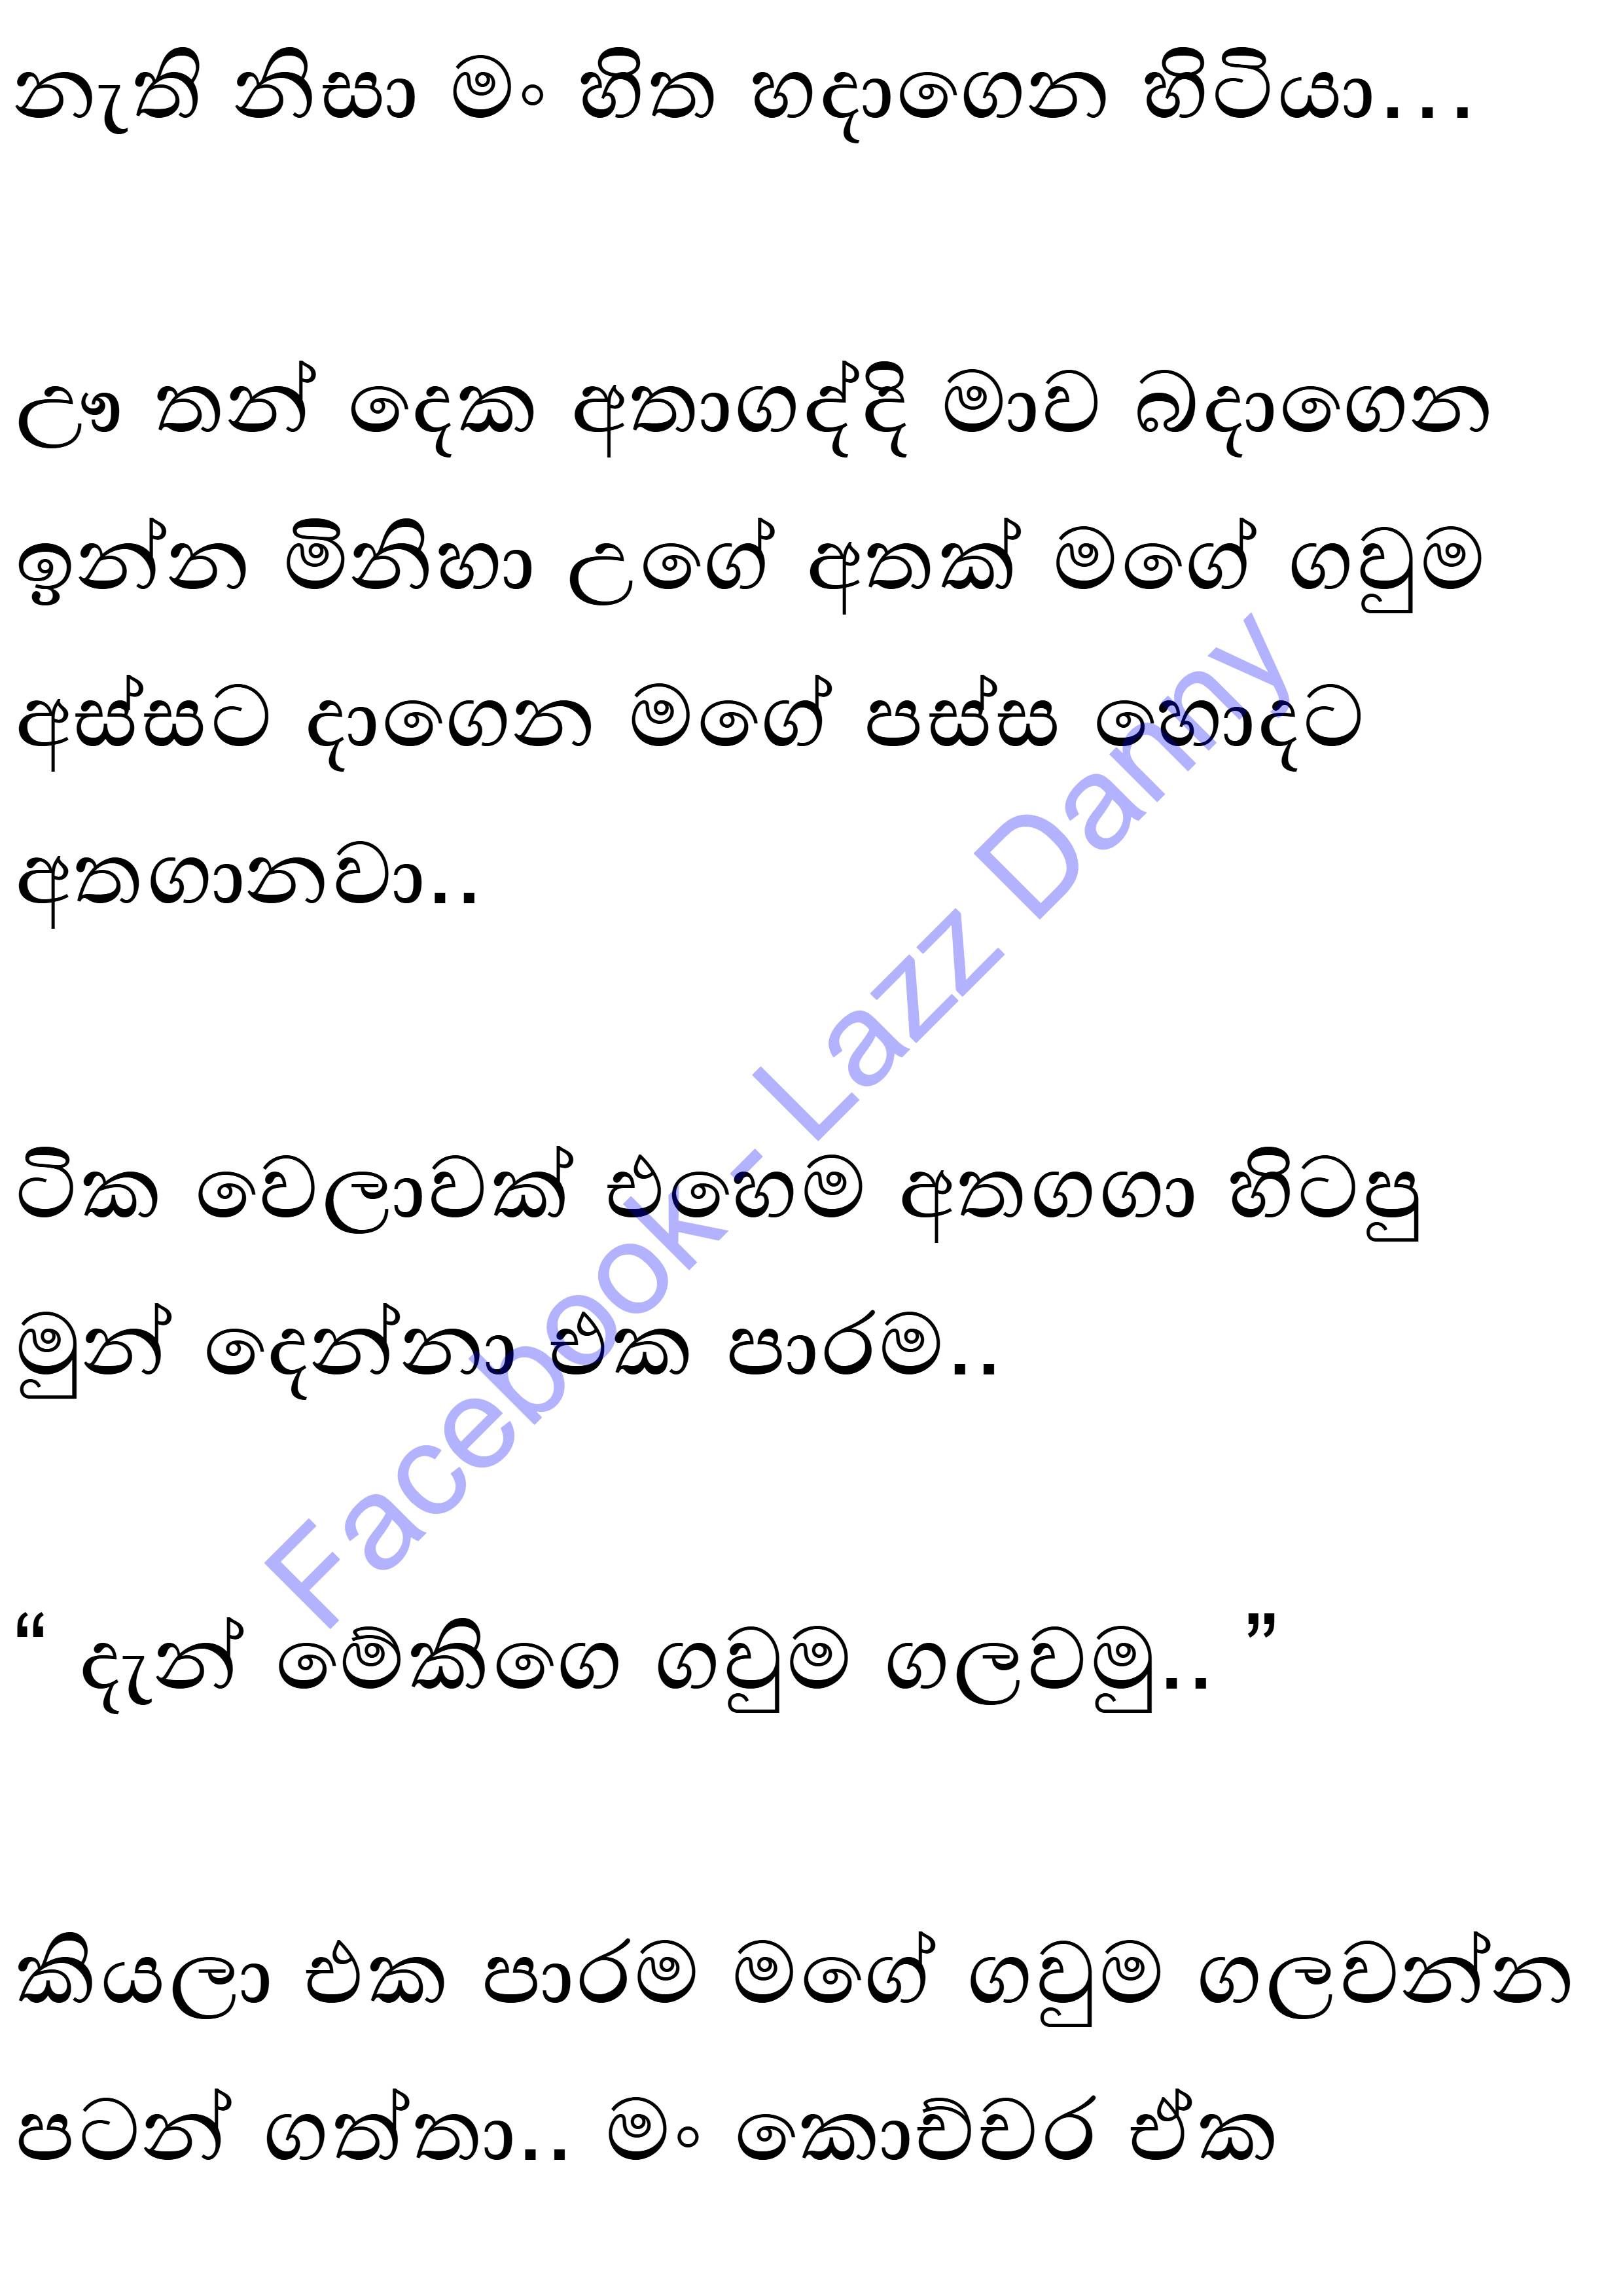 නැති නිසා මං හිත හදාගෙන හිටියා...
ඌ තන් දෙක අතාගද්දි මාව බදාගෙන
ඉන්න මිනිහා උගේ අතක් මගේ ගවුම
අස්සට දාගෙන මගේ පස්ස හොදට
අතගානවා..
ටික වෙලාවක් එහෙම අතගගා හිටපු
මුන් දෙන්නා එක පාරම..
“ දැන් මේකිගෙ ගවුම ගලවමු.. ”
කියලා එක පාරම මගේ ගවුම ගලවන්න
පටන් ගත්තා.. මං කොච්චර ඒක
Facebook- Lazz Danny